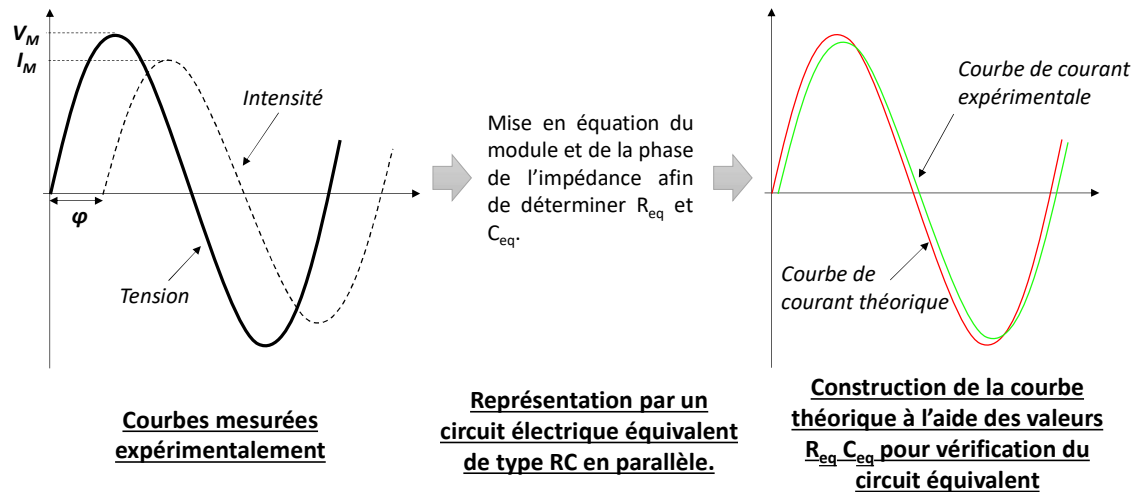 V_M
I_M
Intensité
φ
Tension
Courbes mesurées
expérimentalement
Mise en équation du
module et de la phase
de l’impédance afin
de déterminer R_eq et
C_eq.
Représentation par un
circuit électrique équivalent
de type RC en parallèle.
Courbe de courant
expérimentale
Courbe de
courant théorique
Construction de la courbe
théorique à l’aide des valeurs
R_eq C_eq pour vérification du
circuit équivalent